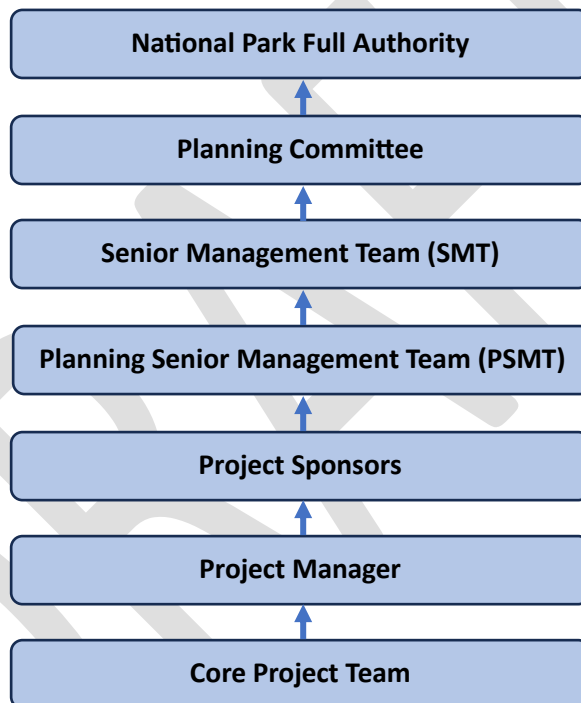 National Park Full Authority
Planning Committee
Senior Management Team (SMT)
Planning Senior Management Team (PSMT)
Project Sponsors
Project Manager
Core Project Team